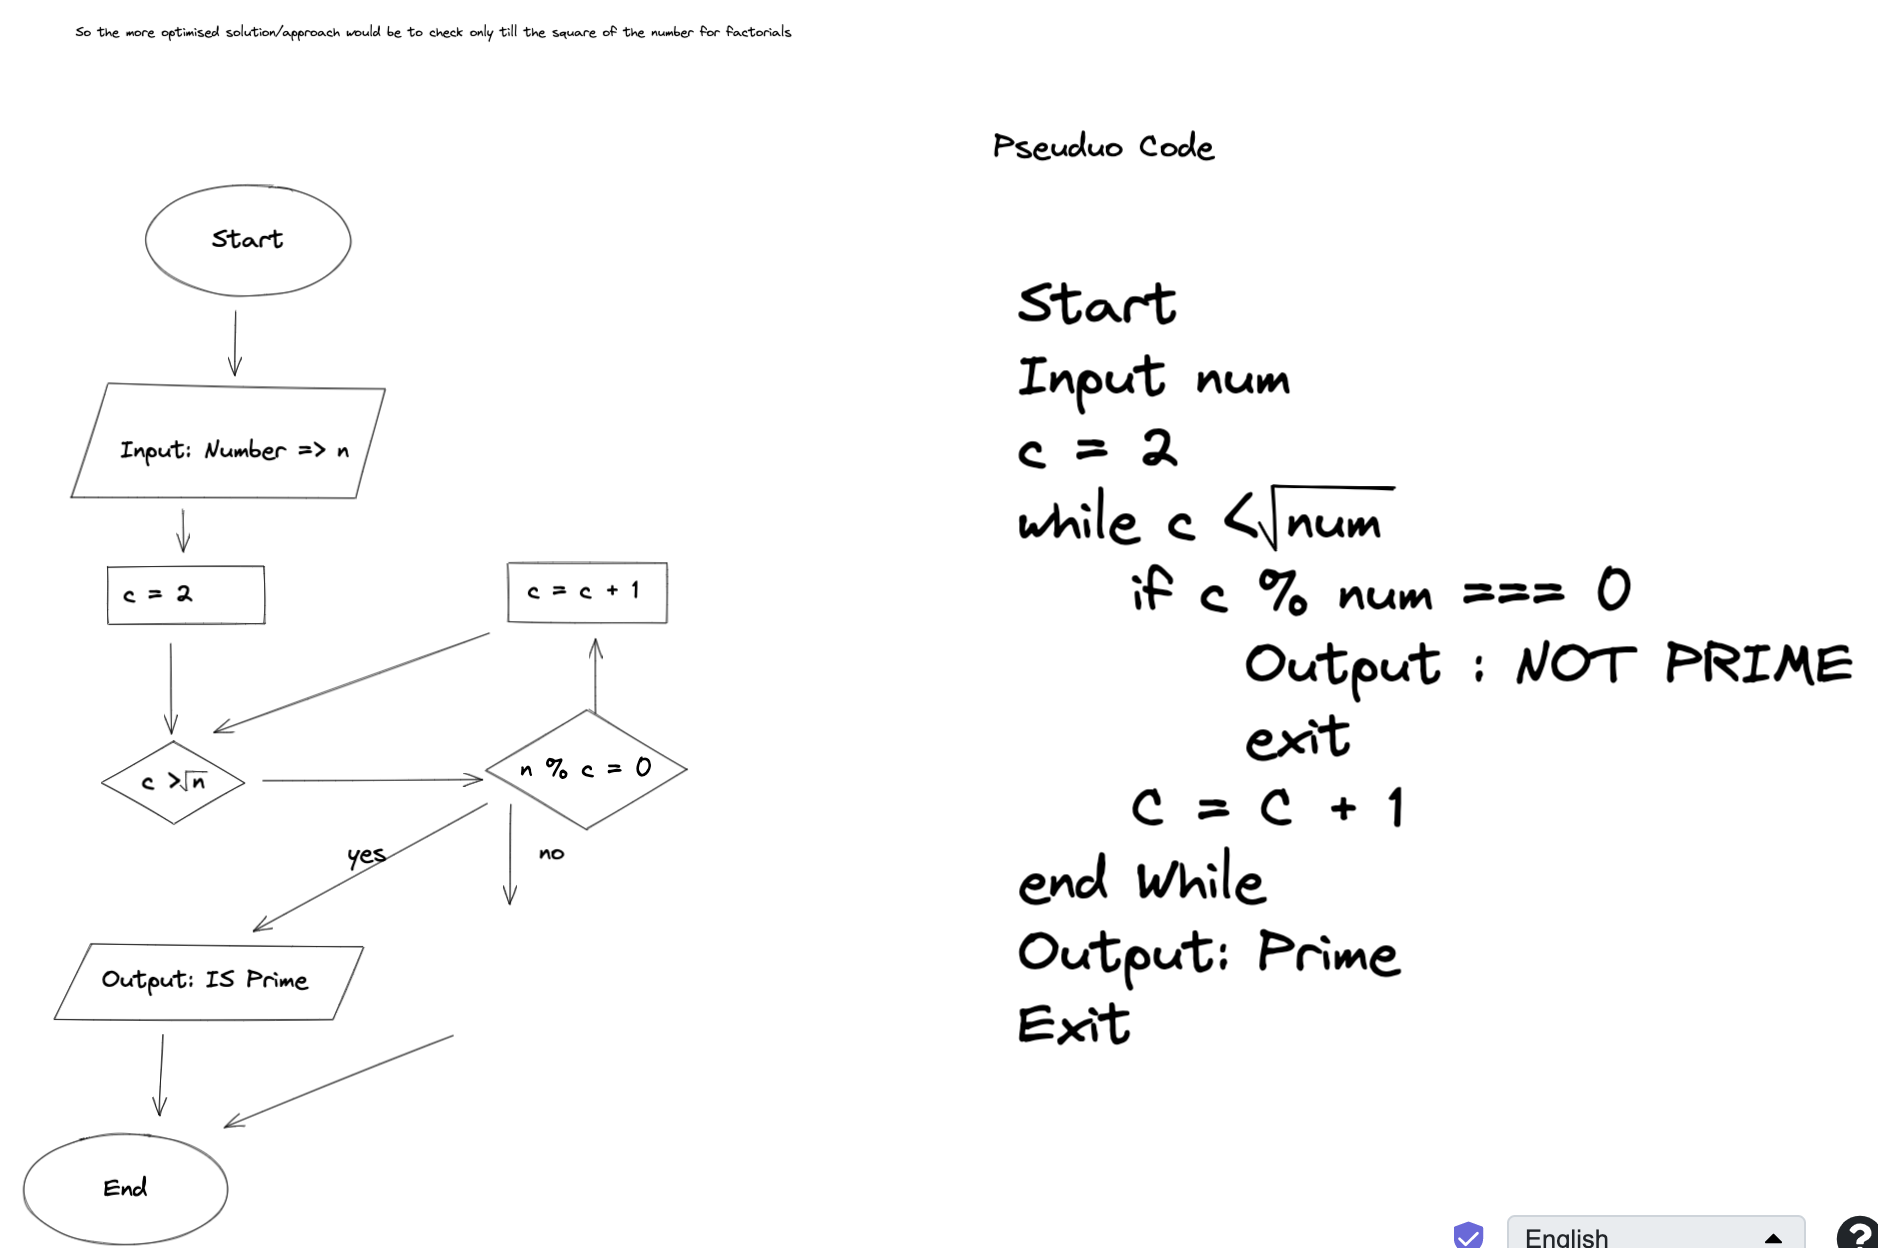 So the more optimised solution/approach would be to check only till the square of the number for factorials
Pseuduo Code
Start
Input: Number => n
c = 2
c = c + 1
c >√n
n % c = 0
yes
no
Output: IS Prime
End
Start
Input num
c = 2
while c <√num
if c % num === 0
Output : NOT PRIME
exit
C = C + 1
end While
Output: Prime
Exit
English
?